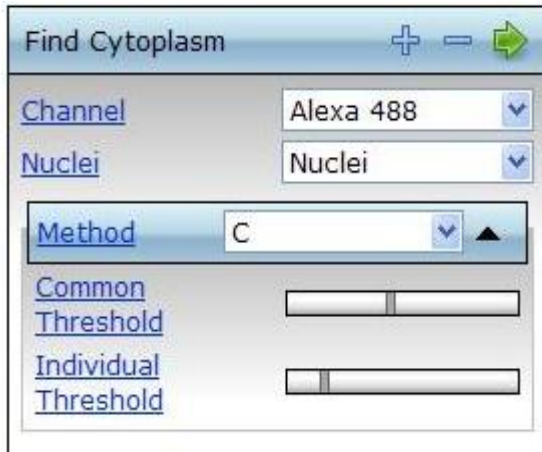 Find Cytoplasm
Channel Alexa 488
Nuclei Nuclei
Method C
Common
Threshold
Individual
Threshold